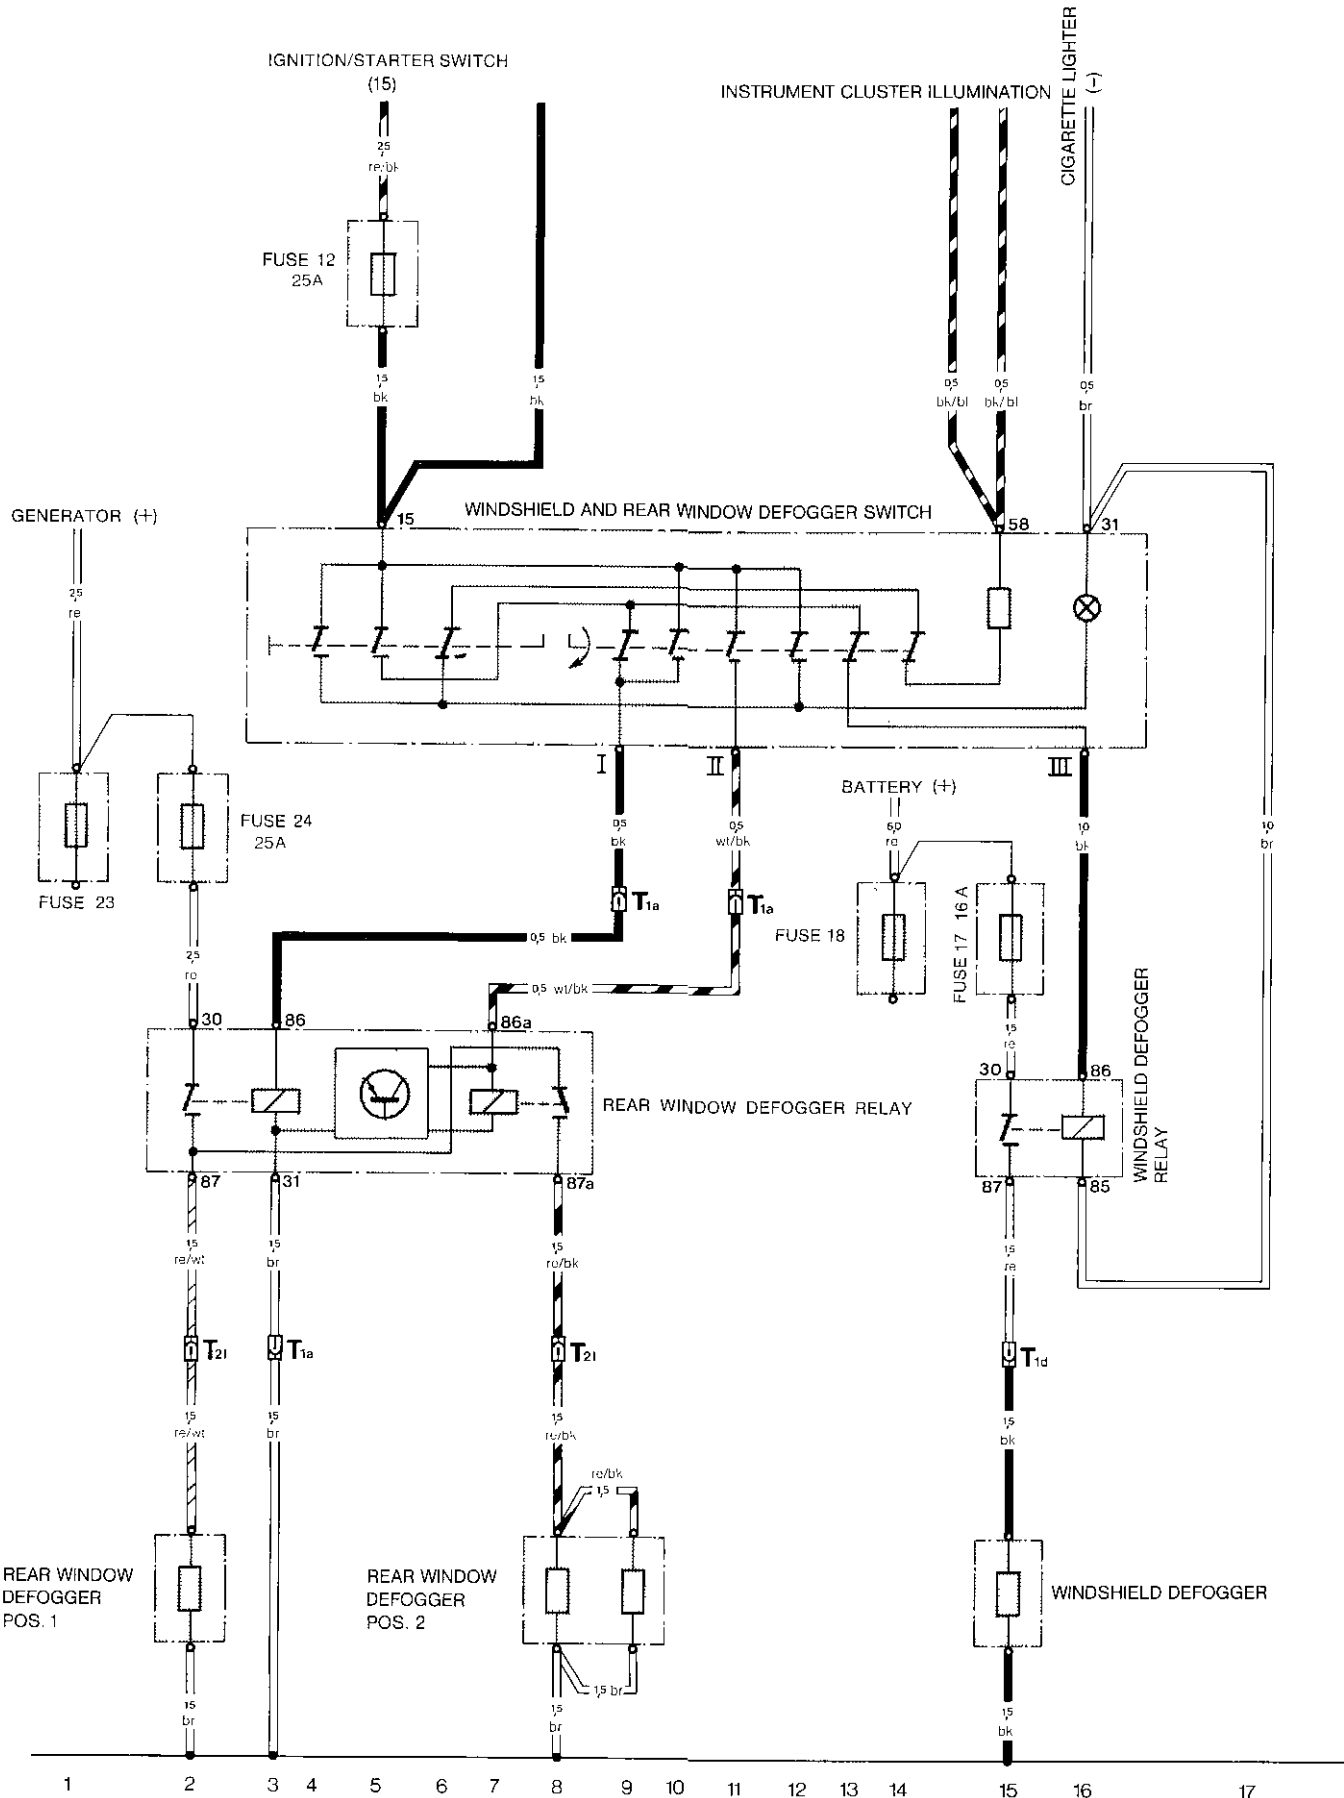 IGNITION/STARTER SWITCH
(15)
INSTRUMENT CLUSTER ILLUMINATION
CIGARETTE LIGHTER
(−)
2,5
re/bk
FUSE 12
25A
1,5
bk
1,5
bk
0,5
bk/bl
0,5
bk/bl
0,5
br
GENERATOR (+)
15
WINDSHIELD AND REAR WINDOW DEFOGGER SWITCH
58
31
2,5
re
I
II
III
BATTERY (+)
FUSE 24
25A
FUSE 23
0,5
bk
0,5
wt/bk
6,0
re
1,0
bk
1,0
br
T1a
T1a
FUSE 18
FUSE 17 16 A
0,5 bk
2,5
re
0,5 wt/bk
1,5
re
WINDSHIELD DEFOGGER
RELAY
30
86
86a
30
86
REAR WINDOW DEFOGGER RELAY
87
31
87a
87
85
1,5
re/wt
1,5
br
1,5
re/bk
1,5
re
T2l
T1a
T2l
T1d
1,5
re/wt
1,5
br
1,5
re/bk
1,5
bk
re/bk
1,5
REAR WINDOW
DEFOGGER
POS. 1
REAR WINDOW
DEFOGGER
POS. 2
WINDSHIELD DEFOGGER
1,5 br
1,5
br
1,5
br
1,5
bk
1 2 3 4 5 6 7 8 9 10 11 12 13 14 15 16 17